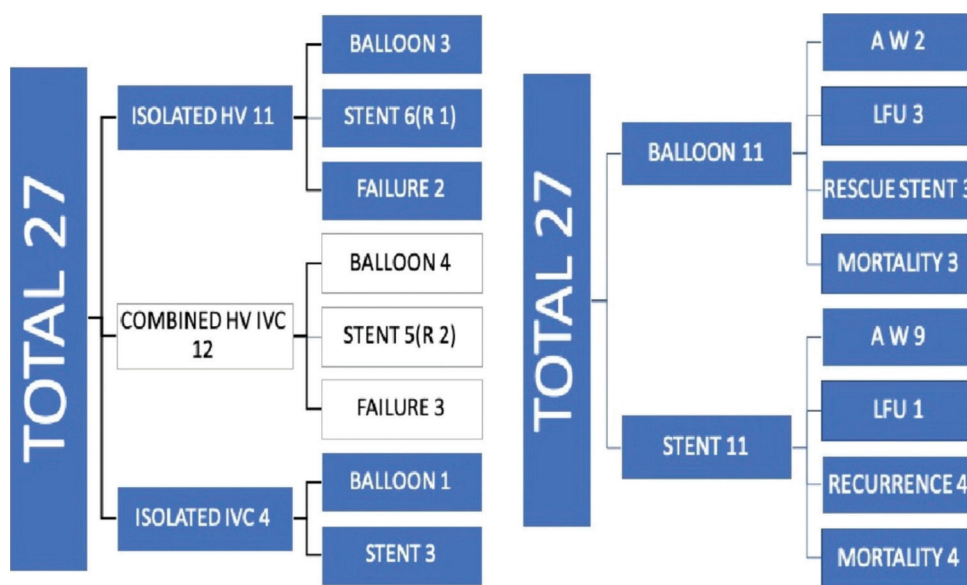 TOTAL 27
ISOLATED HV 11
BALLOON 3
STENT 6(R 1)
FAILURE 2
COMBINED HV IVC
12
BALLOON 4
STENT 5(R 2)
FAILURE 3
ISOLATED IVC 4
BALLOON 1
STENT 3
TOTAL 27
BALLOON 11
A W 2
LFU 3
RESCUE STENT 3
MORTALITY 3
STENT 11
A W 9
LFU 1
RECURRENCE 4
MORTALITY 4